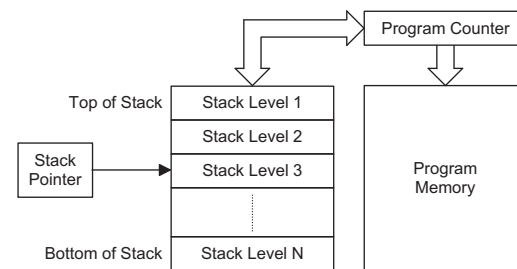 Program Counter
Top of Stack
Stack Level 1
Stack Level 2
Stack
Pointer
Stack Level 3
Program
Memory
Bottom of Stack
Stack Level N